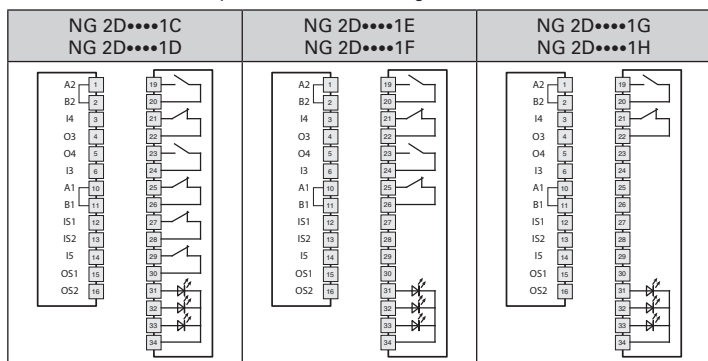 NG 2D••••1C
NG 2D••••1D
NG 2D••••1E
NG 2D••••1F
NG 2D••••1G
NG 2D••••1H
A2 1 19
B2 2 20
I4 3 21
O3 4 22
O4 5 23
I3 6 24
A1 10 25
B1 11 26
IS1 12 27
IS2 13 28
I5 14 29
OS1 15 30
OS2 16 31
32
33
34
A2 1 19
B2 2 20
I4 3 21
O3 4 22
O4 5 23
I3 6 24
A1 10 25
B1 11 26
IS1 12 27
IS2 13 28
I5 14 29
OS1 15 30
OS2 16 31
32
33
34
A2 1 19
B2 2 20
I4 3 21
O3 4 22
O4 5 23
I3 6 24
A1 10 25
B1 11 26
IS1 12 27
IS2 13 28
I5 14 29
OS1 15 30
OS2 16 31
32
33
34